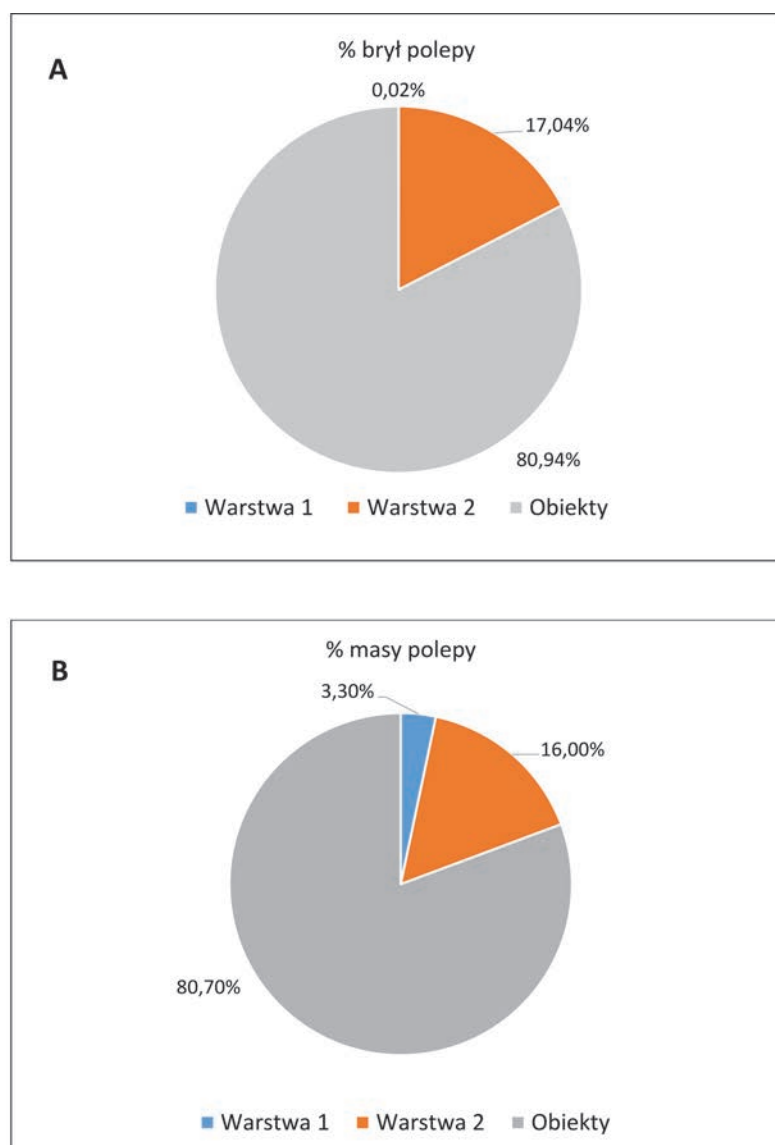 A
% brył polepy
0,02%
17,04%
80,94%
Warstwa 1 Warstwa 2 Obiekty
B
% masy polepy
3,30%
16,00%
80,70%
Warstwa 1 Warstwa 2 Obiekty